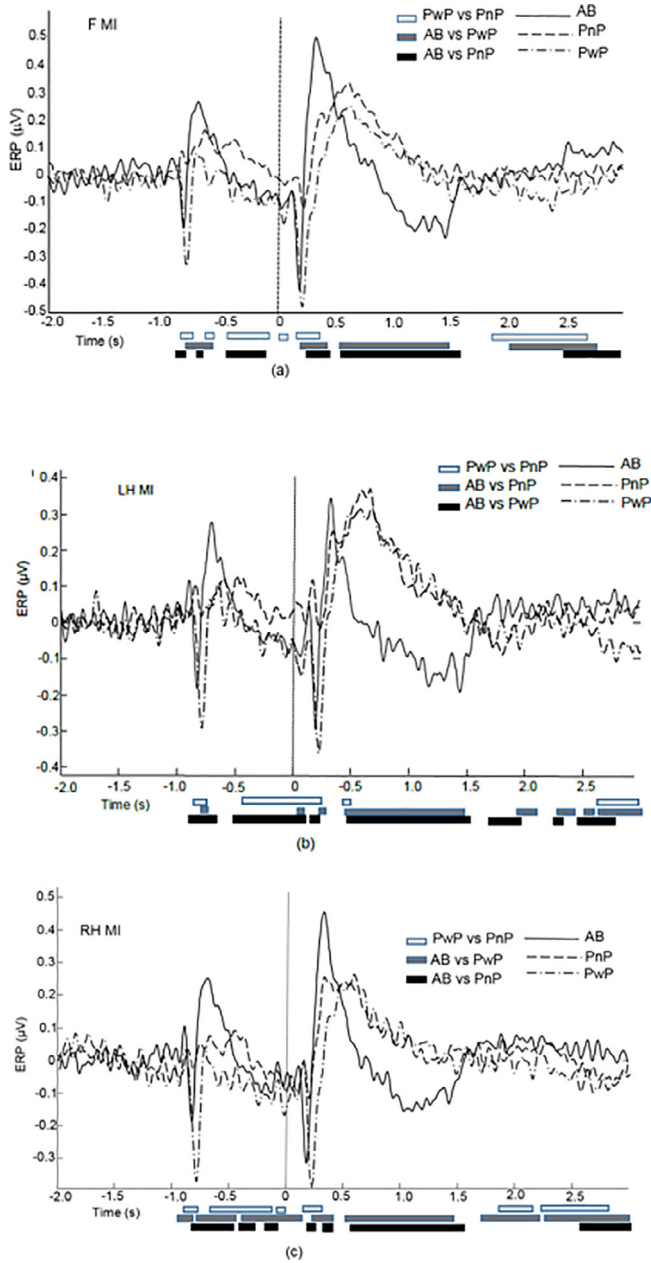 F MI
PwP vs PnP AB
AB vs PwP PnP
AB vs PnP PwP
ERP (µV)
0.5
0.4
0.3
0.2
0.1
0
-0.1
-0.2
-0.3
-0.4
-0.5
-2.0 -1.5 -1.0 -0.5 0 0.5 1.0 1.5 2.0 2.5
Time (s)
(a)
LH MI
PwP vs PnP AB
AB vs PnP PnP
AB vs PwP PwP
ERP (µV)
0.4
0.3
0.2
0.1
0
-0.1
-0.2
-0.3
-0.4
-2.0 -1.5 -1.0 -0.5 0 0.5 1.0 1.5 2.0 2.5
Time (s)
(b)
RH MI
PwP vs PnP AB
AB vs PwP PnP
AB vs PnP PwP
ERP (µV)
0.5
0.4
0.3
0.2
0.1
0
-0.1
-0.2
-0.3
-2.0 -1.5 -1.0 -0.5 0 0.5 1.0 1.5 2.0 2.5
Time (s)
(c)